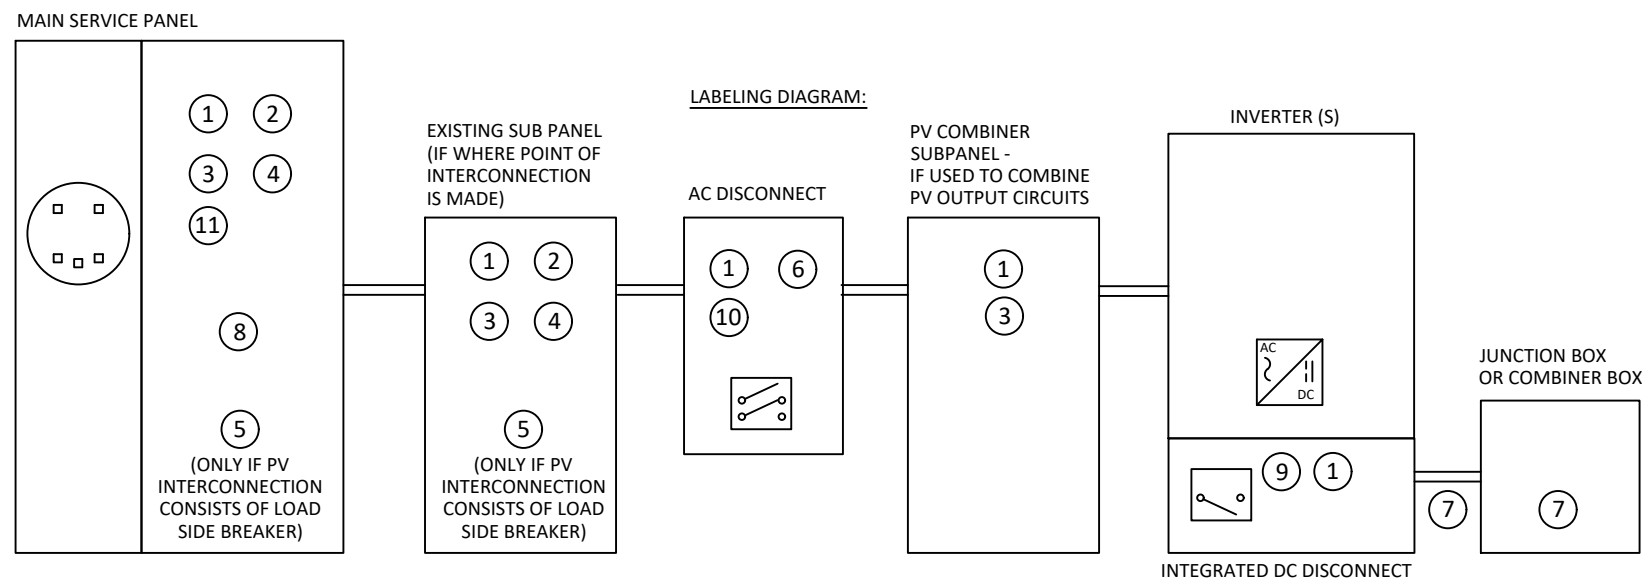 MAIN SERVICE PANEL
1 2
3 4
11
8
5
(ONLY IF PV
INTERCONNECTION
CONSISTS OF LOAD
SIDE BREAKER)
EXISTING SUB PANEL
(IF WHERE POINT OF
INTERCONNECTION
IS MADE)
1 2
3 4
5
(ONLY IF PV
INTERCONNECTION
CONSISTS OF LOAD
SIDE BREAKER)
LABELING DIAGRAM:
AC DISCONNECT
1 6
10
PV COMBINER
SUBPANEL -
IF USED TO COMBINE
PV OUTPUT CIRCUITS
1
3
INVERTER (S)
AC
DC
9 1
INTEGRATED DC DISCONNECT
7
JUNCTION BOX
OR COMBINER BOX
7